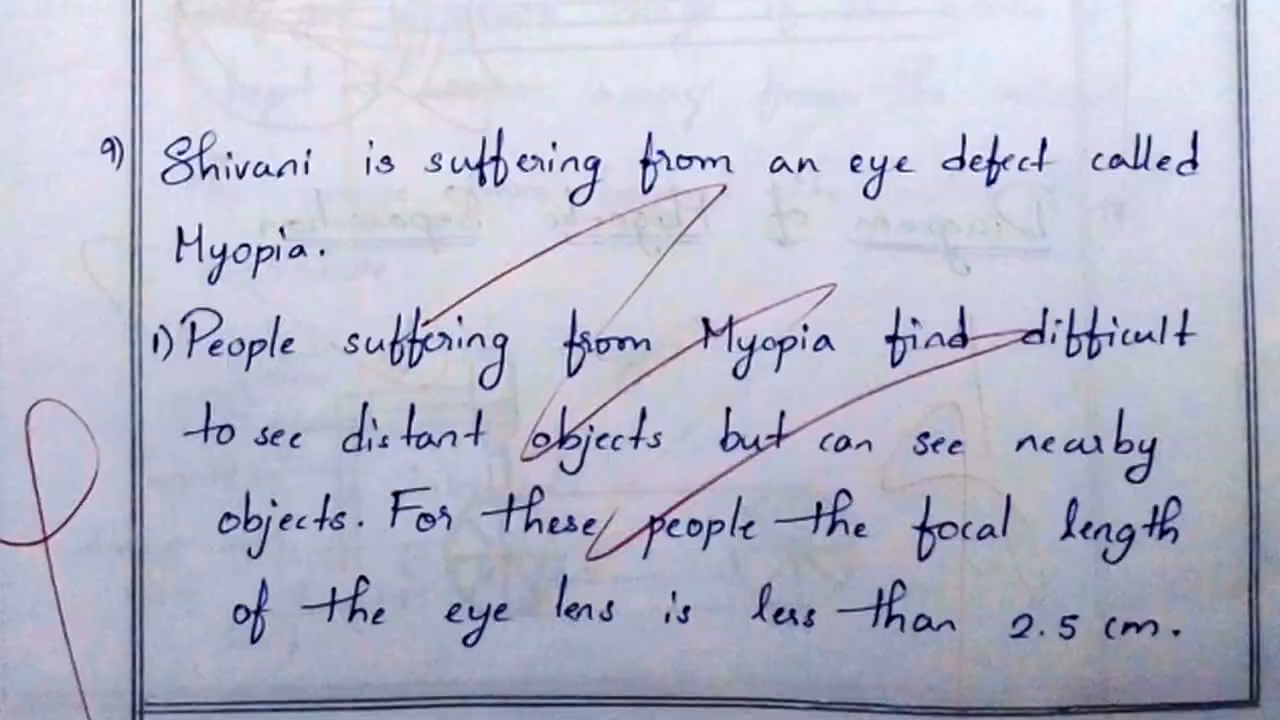 9) Shivani is suffering from an eye defect called
Myopia.
1) People suffering from Myopia find difficult
to see distant objects but can see nearby
objects. For these people the focal length
of the eye lens is less than 2.5 cm.